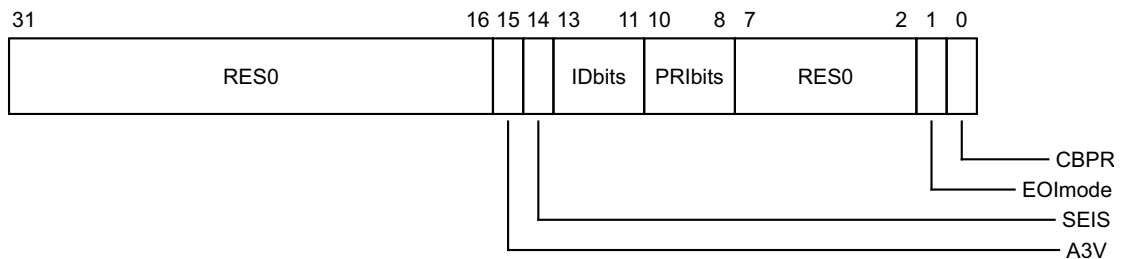 31 16 15 14 13 11 10 8 7 2 1 0
RES0 IDbits PRIbits RES0
CBPR
EOImode
SEIS
A3V